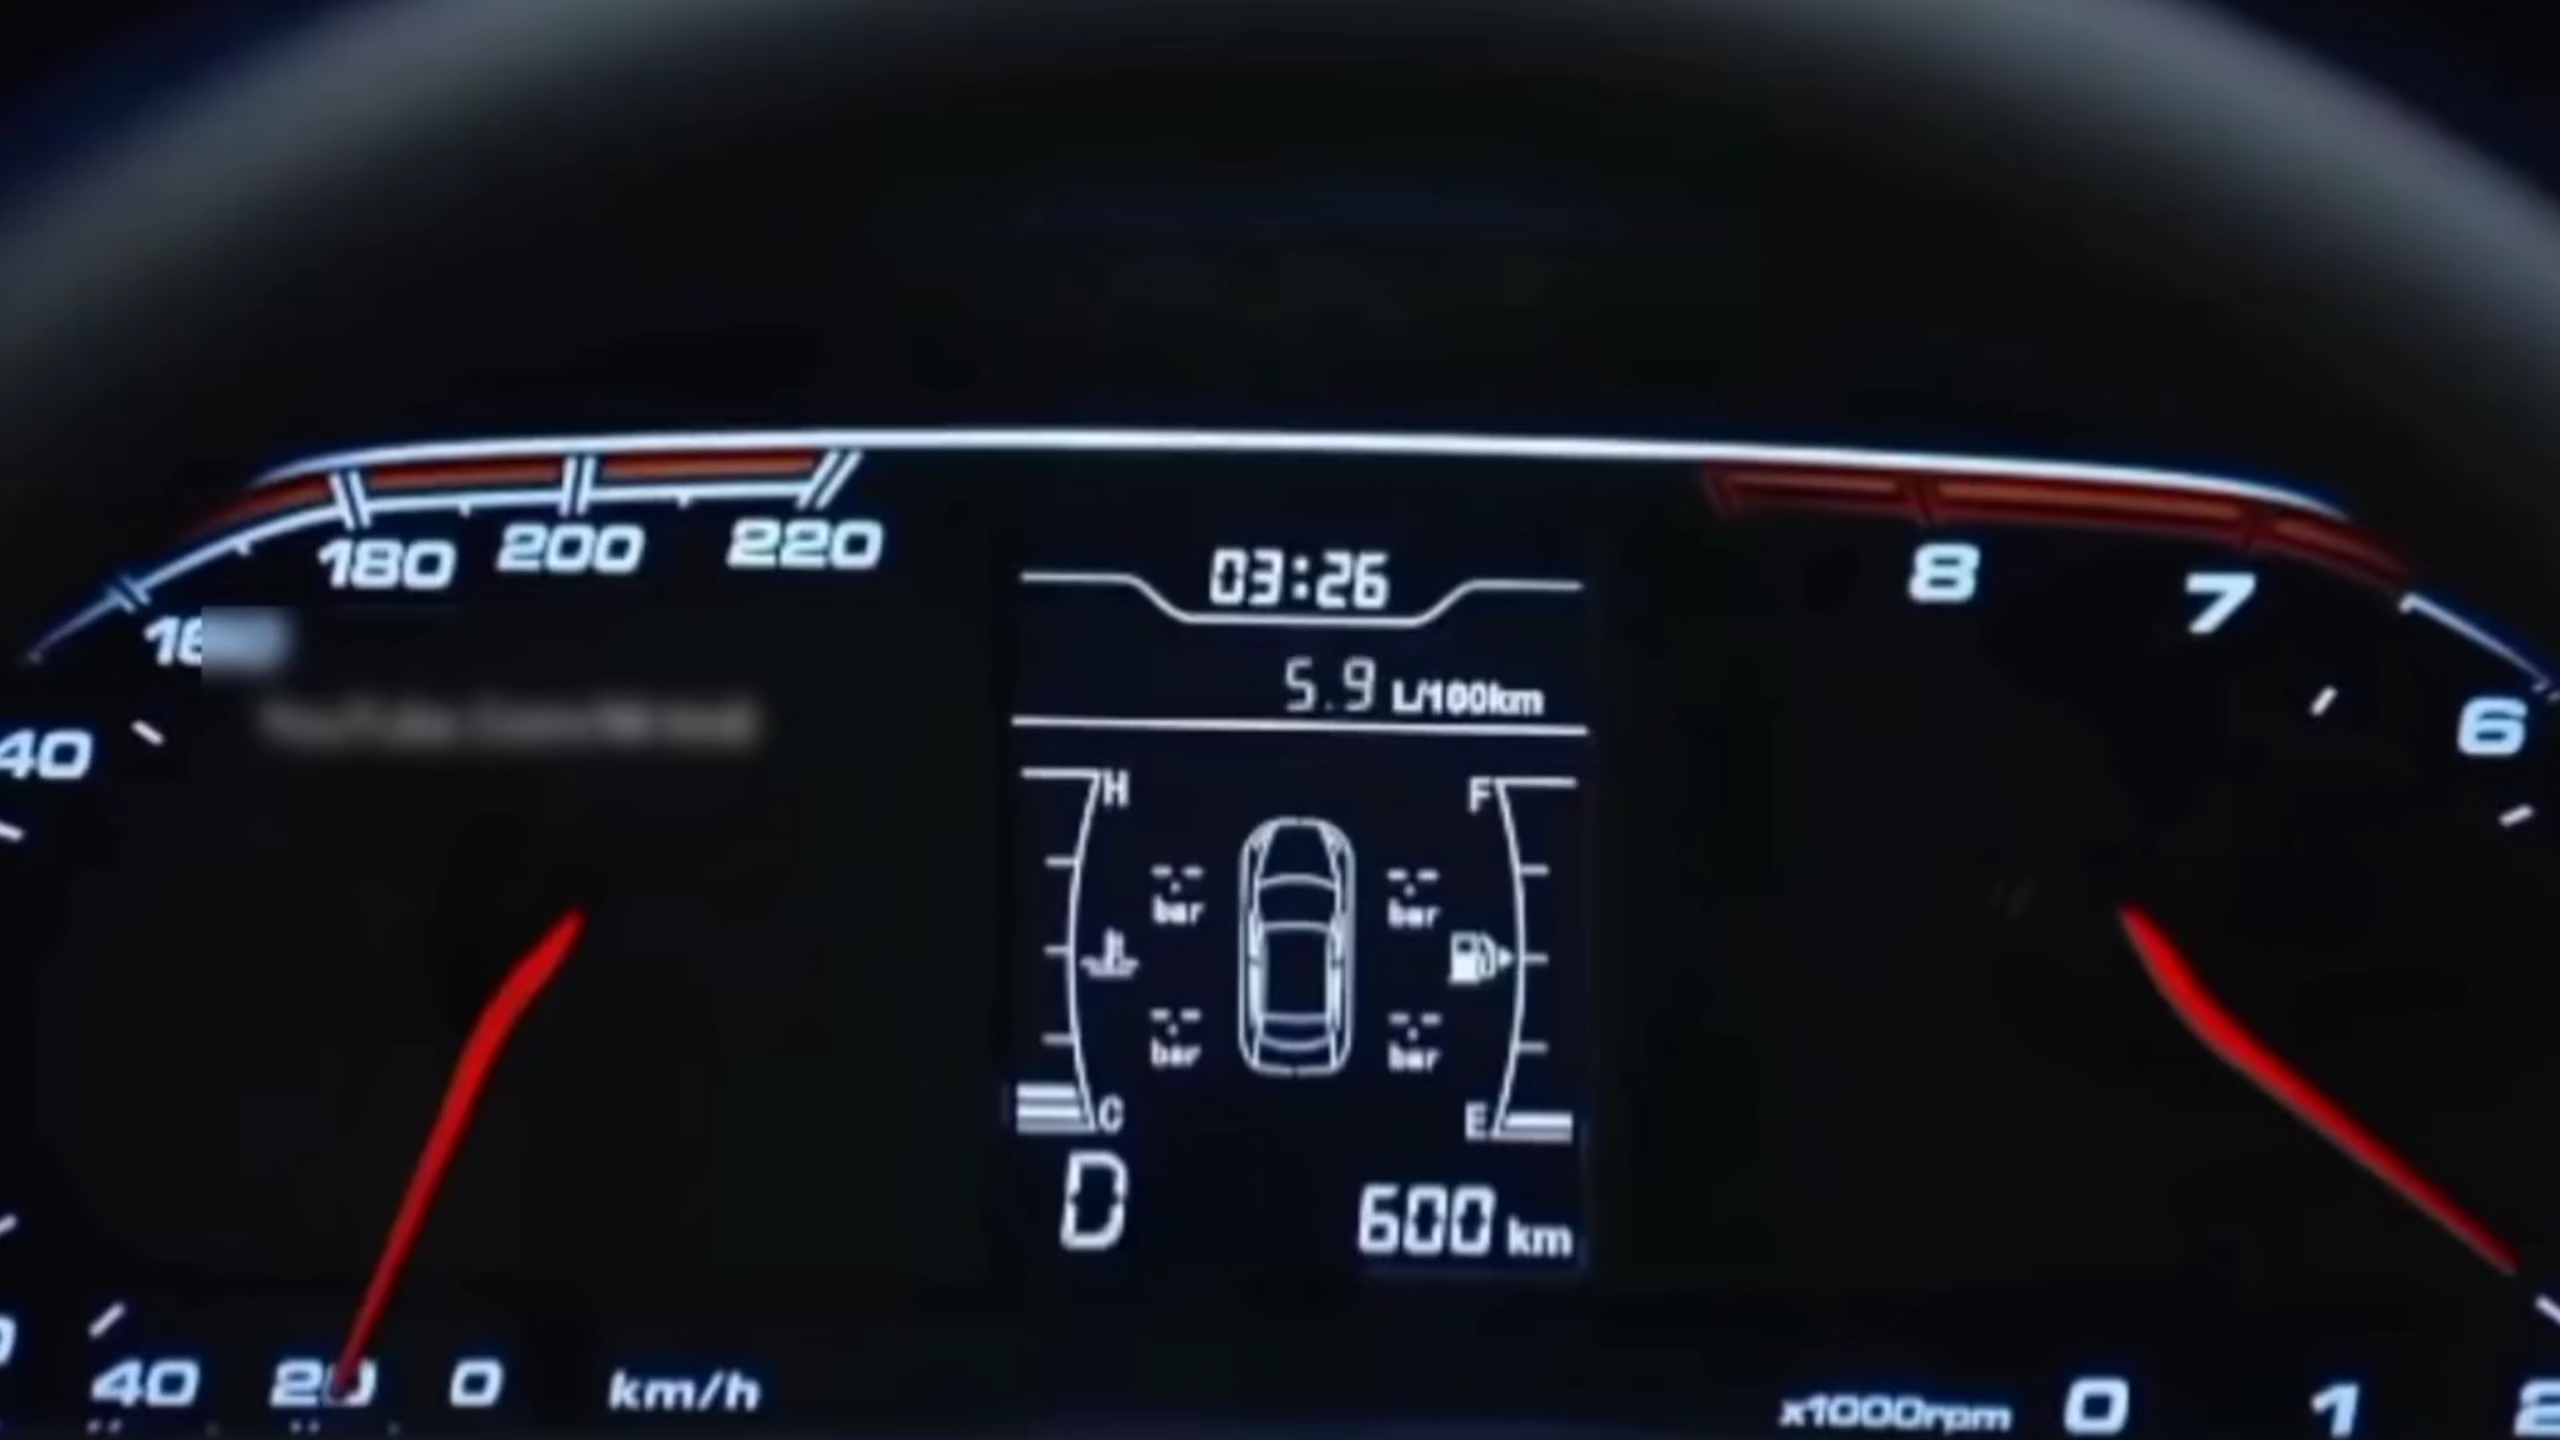 180 200 220
03:26
8
7
5.9 L/100km
6
40
H
F
--.-- bar
--.-- bar
--.-- bar
--.-- bar
C
E
D
600 km
40 20 0 km/h
x1000rpm 0 1 2